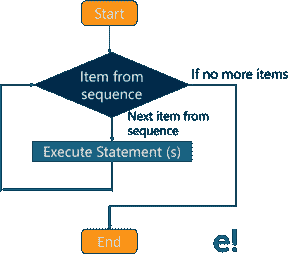 Start
Item from
sequence
If no more items
Next item from
sequence
Execute Statement (s)
End
e!